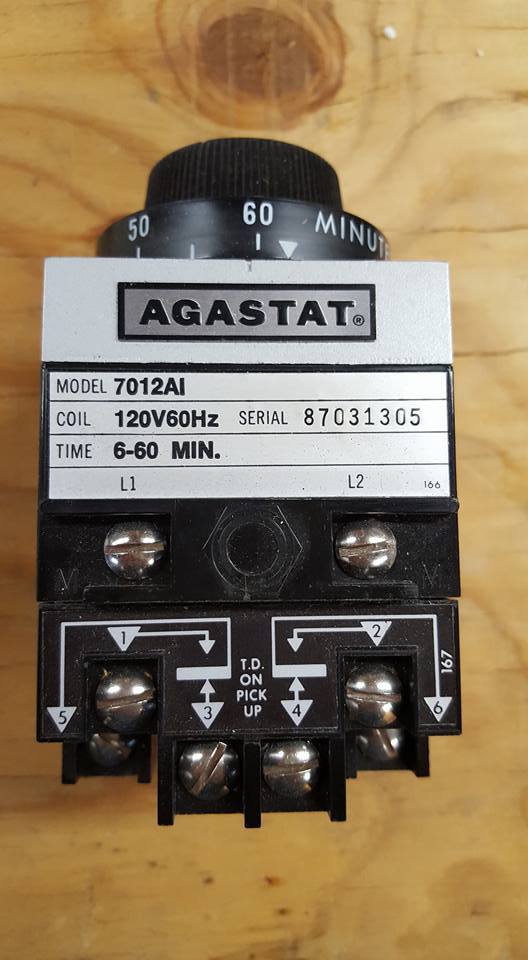 50 60 MINUTE
AGASTAT®
MODEL 7012AI
COIL 120V60Hz SERIAL 87031305
TIME 6-60 MIN.
L1 L2 166
M M
1 2
T.D.
ON
PICK
UP
167
5 3 4 6